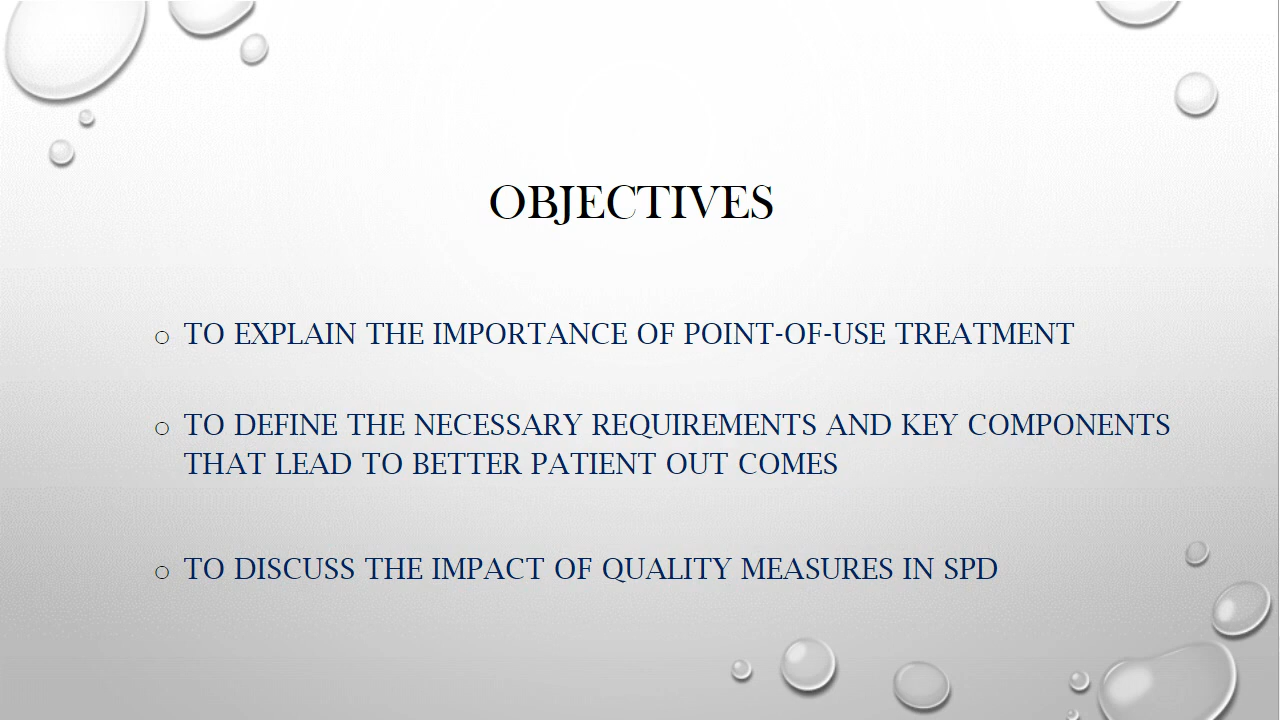 OBJECTIVES
o TO EXPLAIN THE IMPORTANCE OF POINT-OF-USE TREATMENT
o TO DEFINE THE NECESSARY REQUIREMENTS AND KEY COMPONENTS
THAT LEAD TO BETTER PATIENT OUT COMES
o TO DISCUSS THE IMPACT OF QUALITY MEASURES IN SPD